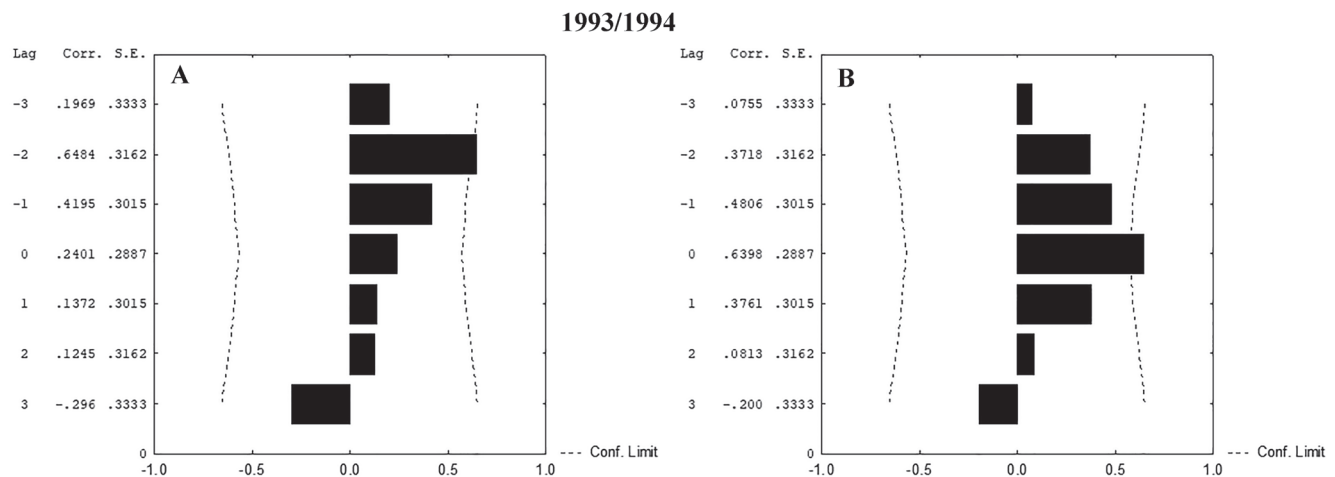 1993/1994
Lag Corr. S.E.
A
-3 .1969 .3333
-2 .6484 .3162
-1 .4195 .3015
0 .2401 .2887
1 .1372 .3015
2 .1245 .3162
3 -.296 .3333
0
Conf. Limit
-1.0 -0.5 0.0 0.5 1.0
Lag Corr. S.E.
B
-3 .0755 .3333
-2 .3718 .3162
-1 .4806 .3015
0 .6398 .2887
1 .3761 .3015
2 .0813 .3162
3 -.200 .3333
0
Conf. Limit
-1.0 -0.5 0.0 0.5 1.0